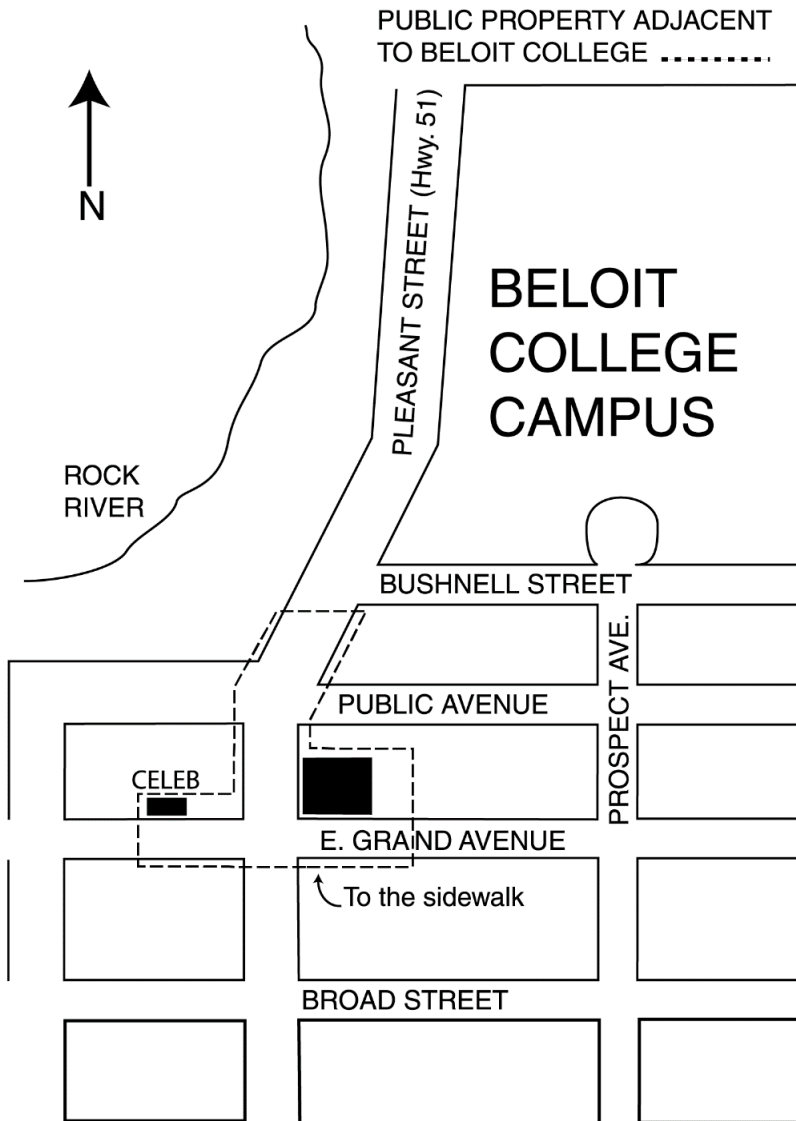 PUBLIC PROPERTY ADJACENT
TO BELOIT COLLEGE
N
PLEASANT STREET (Hwy. 51)
BELOIT
COLLEGE
CAMPUS
ROCK
RIVER
BUSHNELL STREET
PROSPECT AVE.
PUBLIC AVENUE
CELEB
E. GRAND AVENUE
To the sidewalk
BROAD STREET